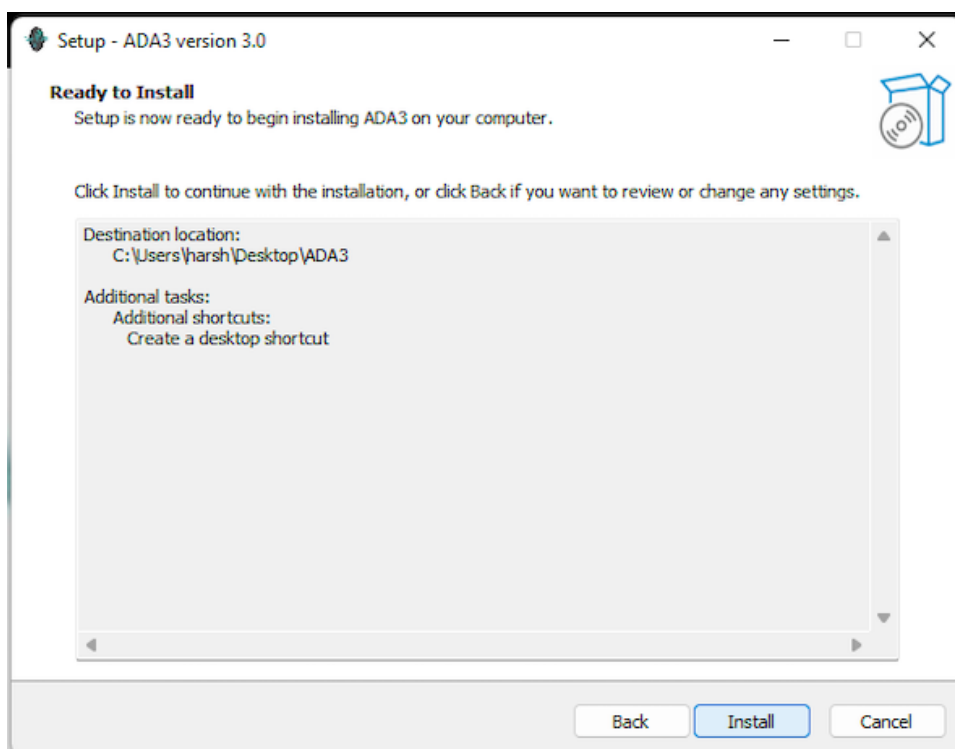 Setup - ADA3 version 3.0
Ready to Install
Setup is now ready to begin installing ADA3 on your computer.
Click Install to continue with the installation, or click Back if you want to review or change any settings.
Destination location:
C:\Users\harsh\Desktop\ADA3
Additional tasks:
Additional shortcuts:
Create a desktop shortcut
Back Install Cancel